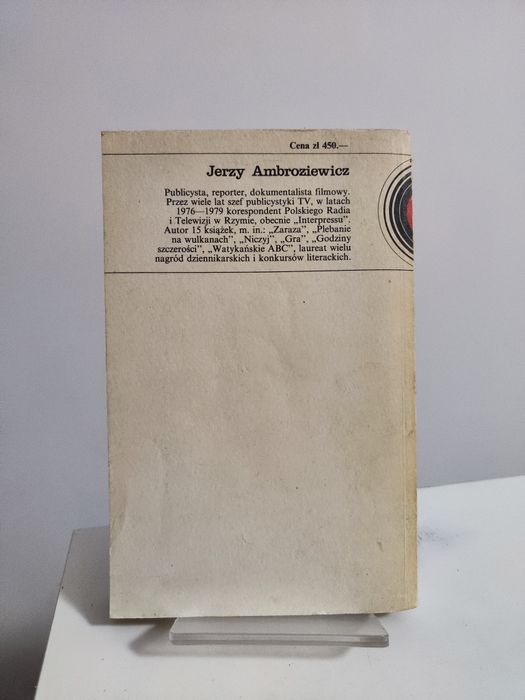 Cena zł 450.—
Jerzy Ambroziewicz
Publicysta, reporter, dokumentalista filmowy.
Przez wiele lat szef publicystyki TV, w latach
1976—1979 korespondent Polskiego Radia
i Telewizji w Rzymie, obecnie „Interpressu".
Autor 15 książek, m. in.: „Zaraza", „Plebanie
na wulkanach", „Niczyj", „Gra", „Godziny
szczerości", „Watykańskie ABC", laureat wielu
nagród dziennikarskich i konkursów literackich.